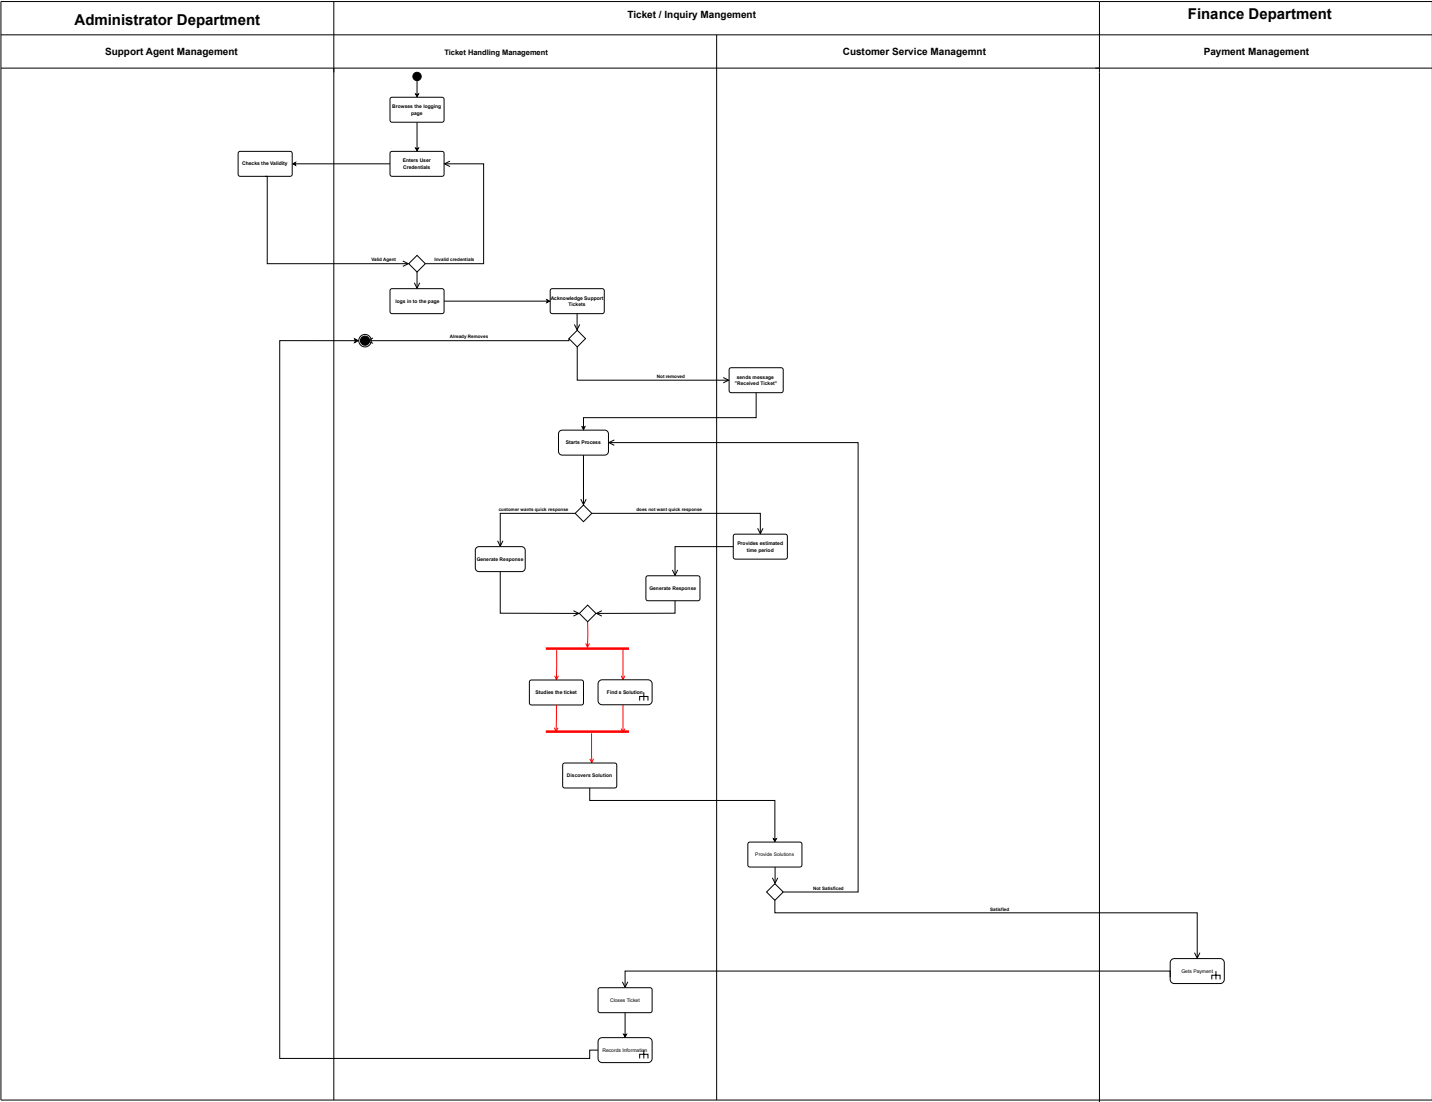 Administrator Department
Ticket / Inquiry Mangement
Finance Department
Support Agent Management
Ticket Handling Management
Customer Service Managemnt
Payment Management
Browses the logging
page
Checks the Validity
Enters User
Credentials
Valid Agent
Invalid credentials
logs in to the page
Acknowledge Support
Tickets
Already Removes
Not removed
sends message
"Received Ticket"
Starts Process
customer wants quick response
does not want quick response
Provides estimated
time period
Generate Response
Generate Response
Studies the ticket
Find a Solution
Discovers Solution
Provide Solutions
Not Satisficed
Satisfied
Gets Payment
Closes Ticket
Records Information